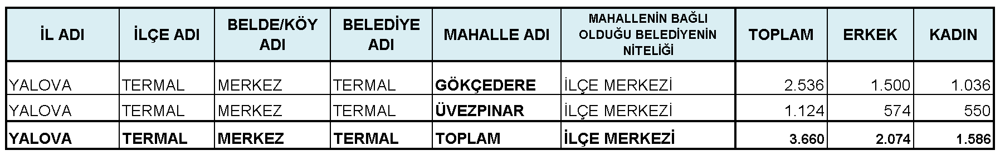 İL ADI İLÇE ADI BELDE/KÖY ADI BELEDİYE ADI MAHALLE ADI MAHALLENİN BAĞLI OLDUĞU BELEDİYENİN NİTELİĞİ TOPLAM ERKEK KADIN
YALOVA TERMAL MERKEZ TERMAL GÖKÇEDERE İLÇE MERKEZİ 2.536 1.500 1.036
YALOVA TERMAL MERKEZ TERMAL ÜVEZPINAR İLÇE MERKEZİ 1.124 574 550
YALOVA TERMAL MERKEZ TERMAL TOPLAM İLÇE MERKEZİ 3.660 2.074 1.586